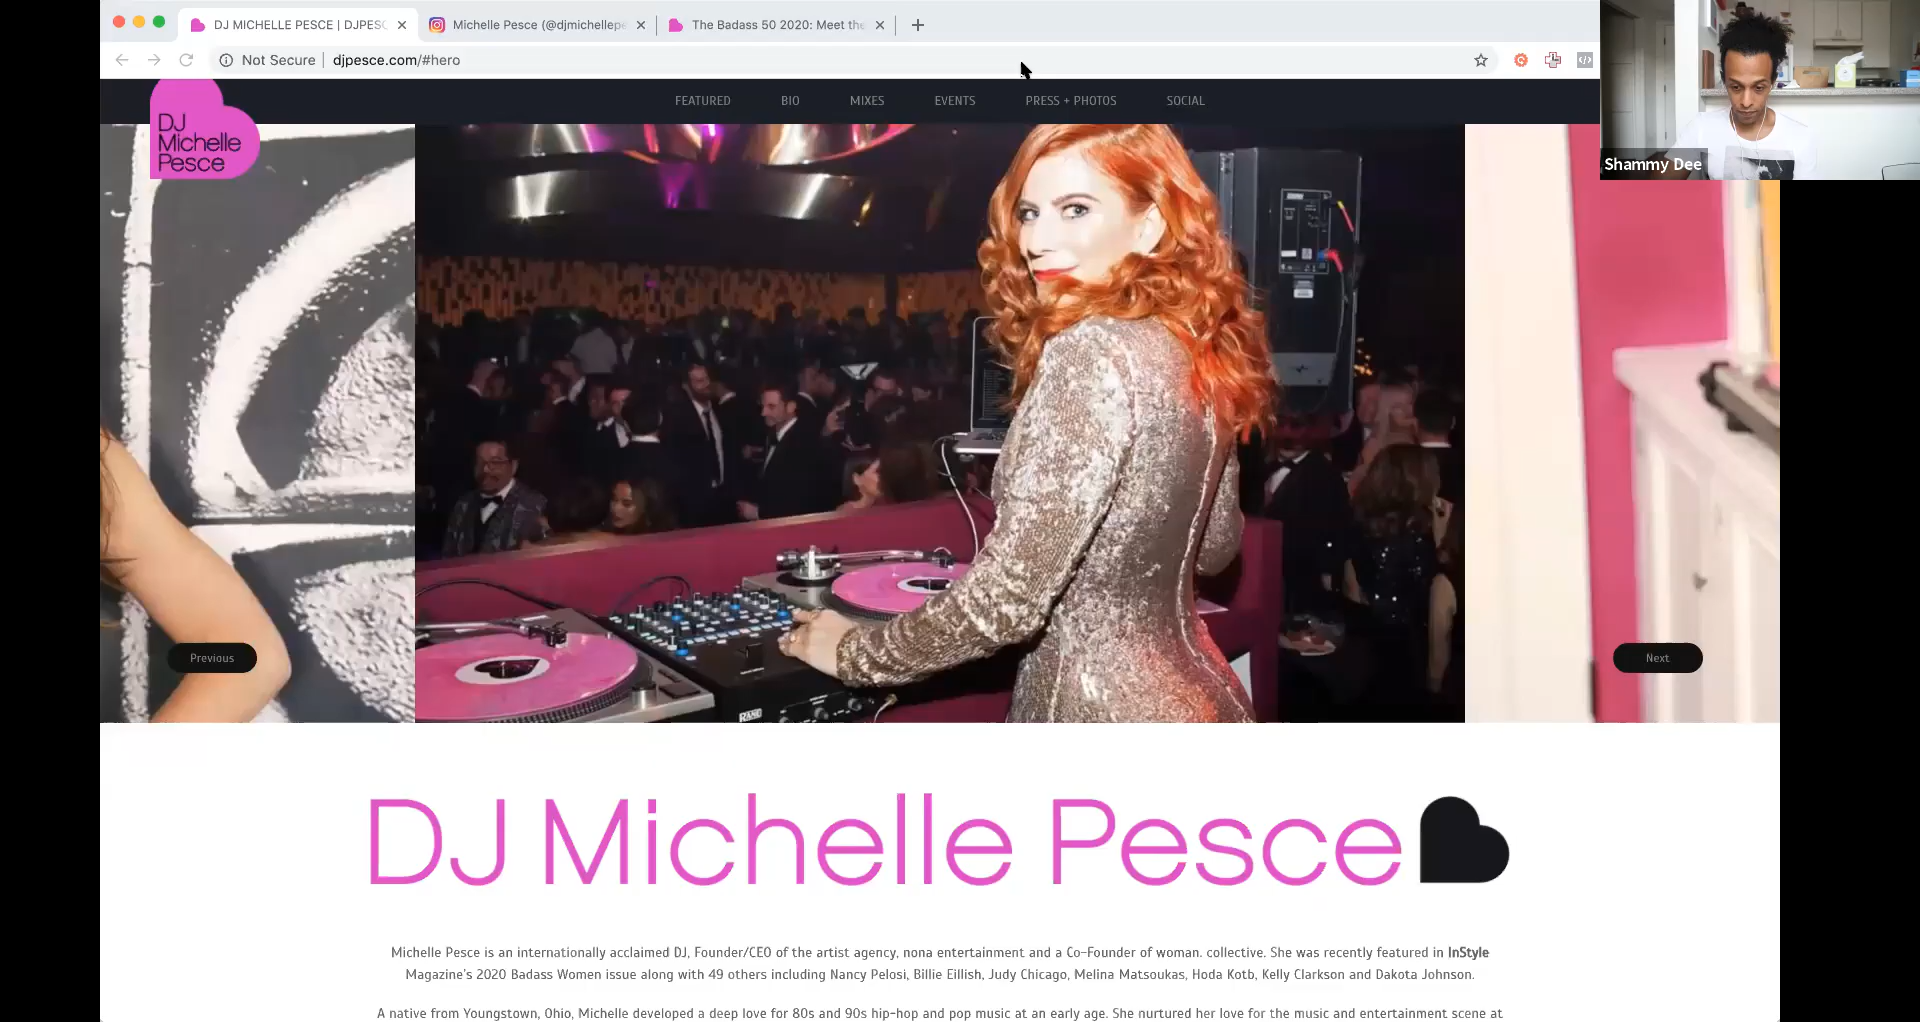 DJ MICHELLE PESCE | DJPESC
Michelle Pesce (@djmichellepe
The Badass 50 2020: Meet the
Not Secure | djpesce.com/#hero
Shammy Dee
FEATURED BIO MIXES EVENTS PRESS + PHOTOS SOCIAL
DJ
Michelle
Pesce
RANE
Previous
Next
DJ Michelle Pesce
Michelle Pesce is an internationally acclaimed DJ, Founder/CEO of the artist agency, nona entertainment and a Co-Founder of woman. collective. She was recently featured in InStyle
Magazine's 2020 Badass Women issue along with 49 others including Nancy Pelosi, Billie Eillish, Judy Chicago, Melina Matsoukas, Hoda Kotb, Kelly Clarkson and Dakota Johnson.
A native from Youngstown, Ohio, Michelle developed a deep love for 80s and 90s hip-hop and pop music at an early age. She nurtured her love for the music and entertainment scene at